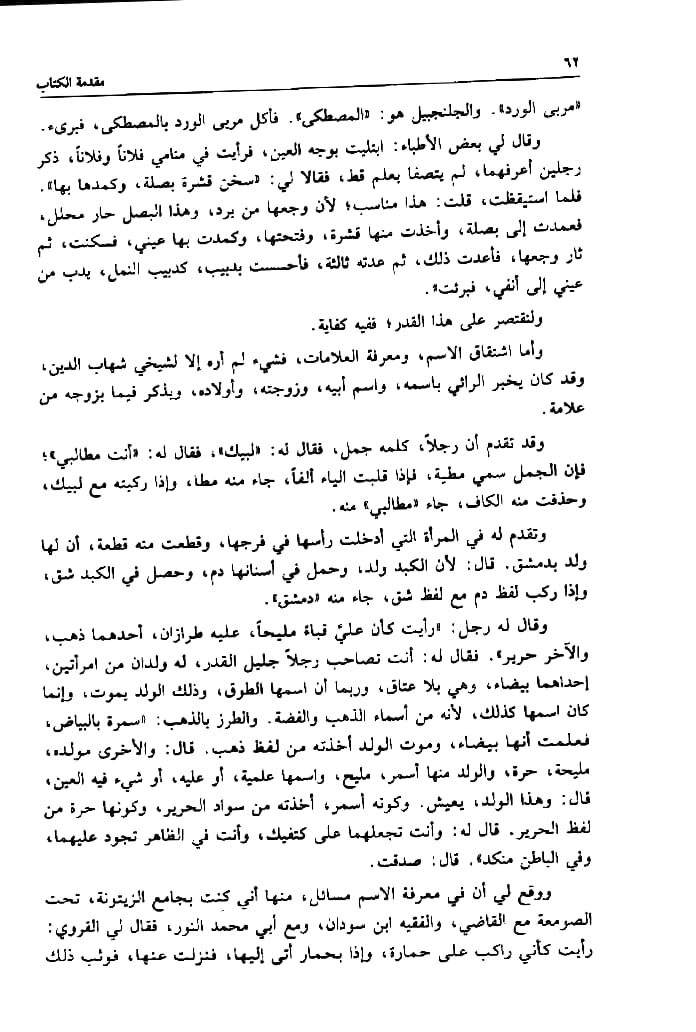 ٦٢
مقدمة الكتاب
«مربى الورد». والجلنجبيل هو: «المصطكى». فأكل مربى الورد بالمصطكى، فبرىء.
وقال لي بعض الأطباء: ابتليت بوجه العين، فرأيت في منامي فلاناً وفلاناً، ذكر
رجلين أعرفهما، لم يتصفا بعلم قط، فقالا لي: «سخن قشرة بصلة، وكمدها بها».
فلما استيقظت، قلت: هذا مناسب؛ لأن وجعها من برد، وهذا البصل حار محلل،
فعمدت إلى بصلة، وأخذت منها قشرة، وفتحتها، وكمدت بها عيني، فسكنت، ثم
ثار وجعها، فأعدت ذلك، ثم عدته ثالثة، فأحسست بدبيب، كدبيب النمل، يدب من
عيني إلى أنفي، فبرئت».
ولنقتصر على هذا القدر؛ ففيه كفاية.
وأما اشتقاق الاسم، ومعرفة العلامات، فشيء لم أره إلا لشيخي شهاب الدين،
وقد كان يخبر الرائي باسمه، واسم أبيه، وزوجته، وأولاده، ويذكر فيما يزوجه من
علامة.
وقد تقدم أن رجلاً، كلمه جمل، فقال له: «لبيك»، فقال له: «أنت مطالبي»؛
فإن الجمل سمي مطية، فإذا قلبت الياء ألفاً، جاء منه مطا، وإذا ركبته مع لبيك،
وحذفت منه الكاف، جاء «مطالبي» منه.
وتقدم له في المرأة التي أدخلت رأسها في فرجها، وقطعت منه قطعة، أن لها
ولد بدمشق. قال: لأن الكبد ولد، وحمل في أسنانها دم، وحصل في الكبد شق،
وإذا ركب لفظ دم مع لفظ شق، جاء منه «دمشق».
وقال له رجل: «رأيت كأن عليَّ قباءً مليحاً، عليه طرازان، أحدهما ذهب،
والآخر حرير». فقال له: أنت تصاحب رجلاً جليل القدر، له ولدان من امرأتين،
إحداهما بيضاء، وهي بلا عتاق، وربما أن اسمها الطوق، وذلك الولد يموت، وإنما
كان اسمها كذلك، لأنه من أسماء الذهب والفضة. والطرز بالذهب: «سمرة بالبياض،
فعلمت أنها بيضاء، وموت الولد أخذته من لفظ ذهب. قال: والأخرى مولده،
مليحة، حرة، والولد منها أسمر، مليح، واسمها علمية، أو عليه، أو شيء فيه العين،
قال: وهذا الولد، يعيش. وكونه أسمر، أخذته من سواد الحرير، وكونها حرة من
لفظ الحرير. قال له: وأنت تجعلهما على كتفيك، وأنت في الظاهر تجود عليهما،
وفي الباطن منكد». قال: صدقت.
ووقع لي أن في معرفة الاسم مسائل، منها أني كنت بجامع الزيتونة، تحت
الصومعة مع القاضي، والفقيه ابن سودان، ومع أبي محمد النور، فقال لي القروي:
رأيت كأني راكب على حمارة، وإذا بحمار أتى إليها، فنزلت عنها، فوثب ذلك